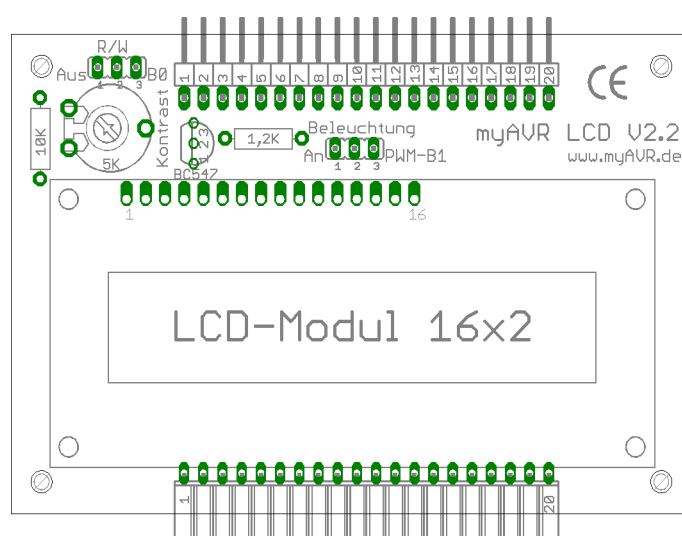 R/W
Aus B0
1 2 3
1 2 3 4 5 6 7 8 9 10 11 12 13 14 15 16 17 18 19 20
CE
10K
5K
Kontrast
1 2 3
BC547
1,2K
Beleuchtung
An PWM-B1
1 2 3
myAVR LCD V2.2
www.myAVR.de
1 16
LCD-Modul 16x2
1 20